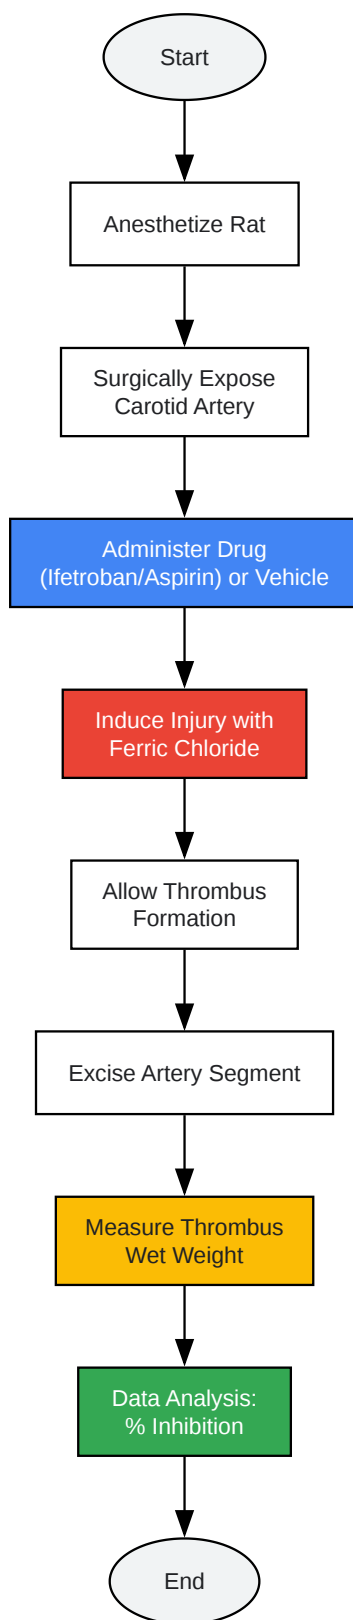 Start
Anesthetize Rat
Surgically Expose
Carotid Artery
Administer Drug
(Ifetroban/Aspirin) or Vehicle
Induce Injury with
Ferric Chloride
Allow Thrombus
Formation
Excise Artery Segment
Measure Thrombus
Wet Weight
Data Analysis:
% Inhibition
End